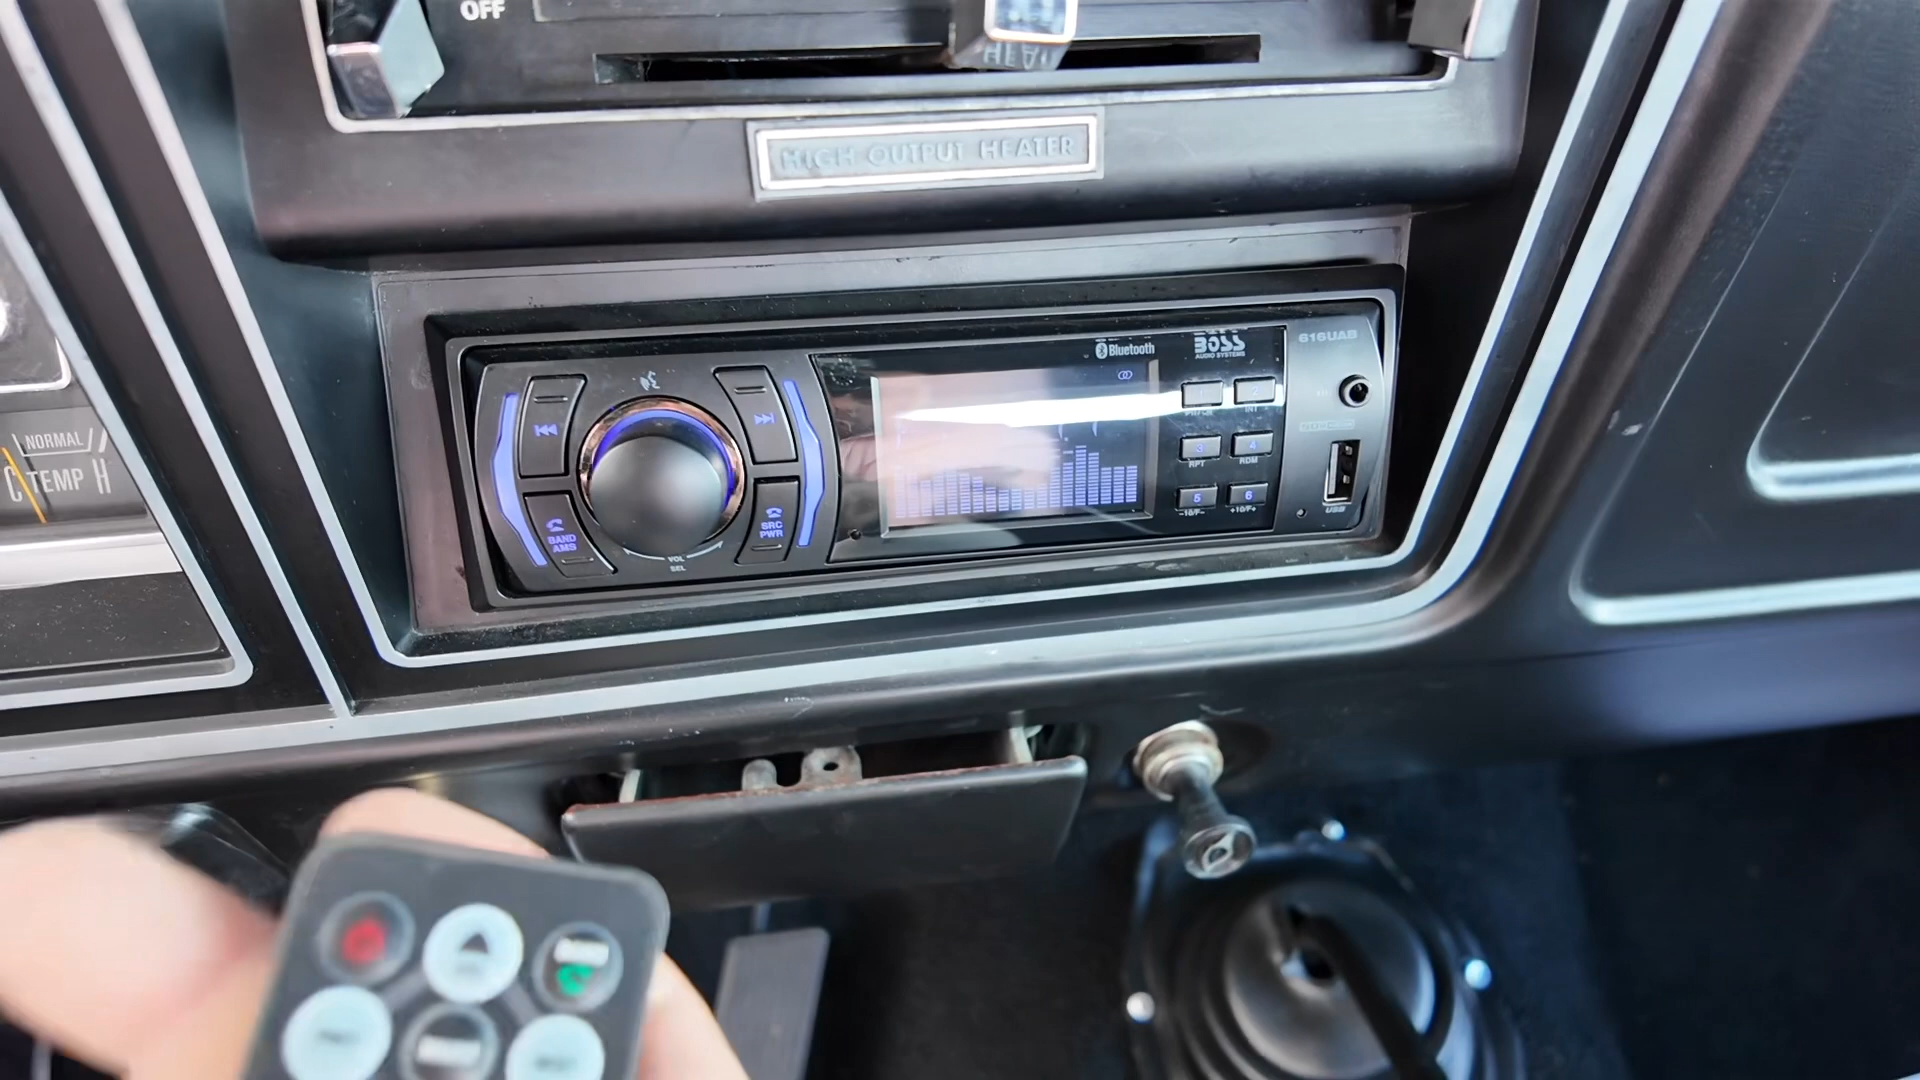 OFF
HEAT
HIGH OUTPUT HEATER
Bluetooth
BOSS
AUDIO SYSTEMS
616UAB
1
2
INT
3
4
RPT
RDM
5
6
-10/F-
+10/F+
USB
BAND
AMS
SRC
PWR
VOL
SEL
NORMAL
C TEMP H